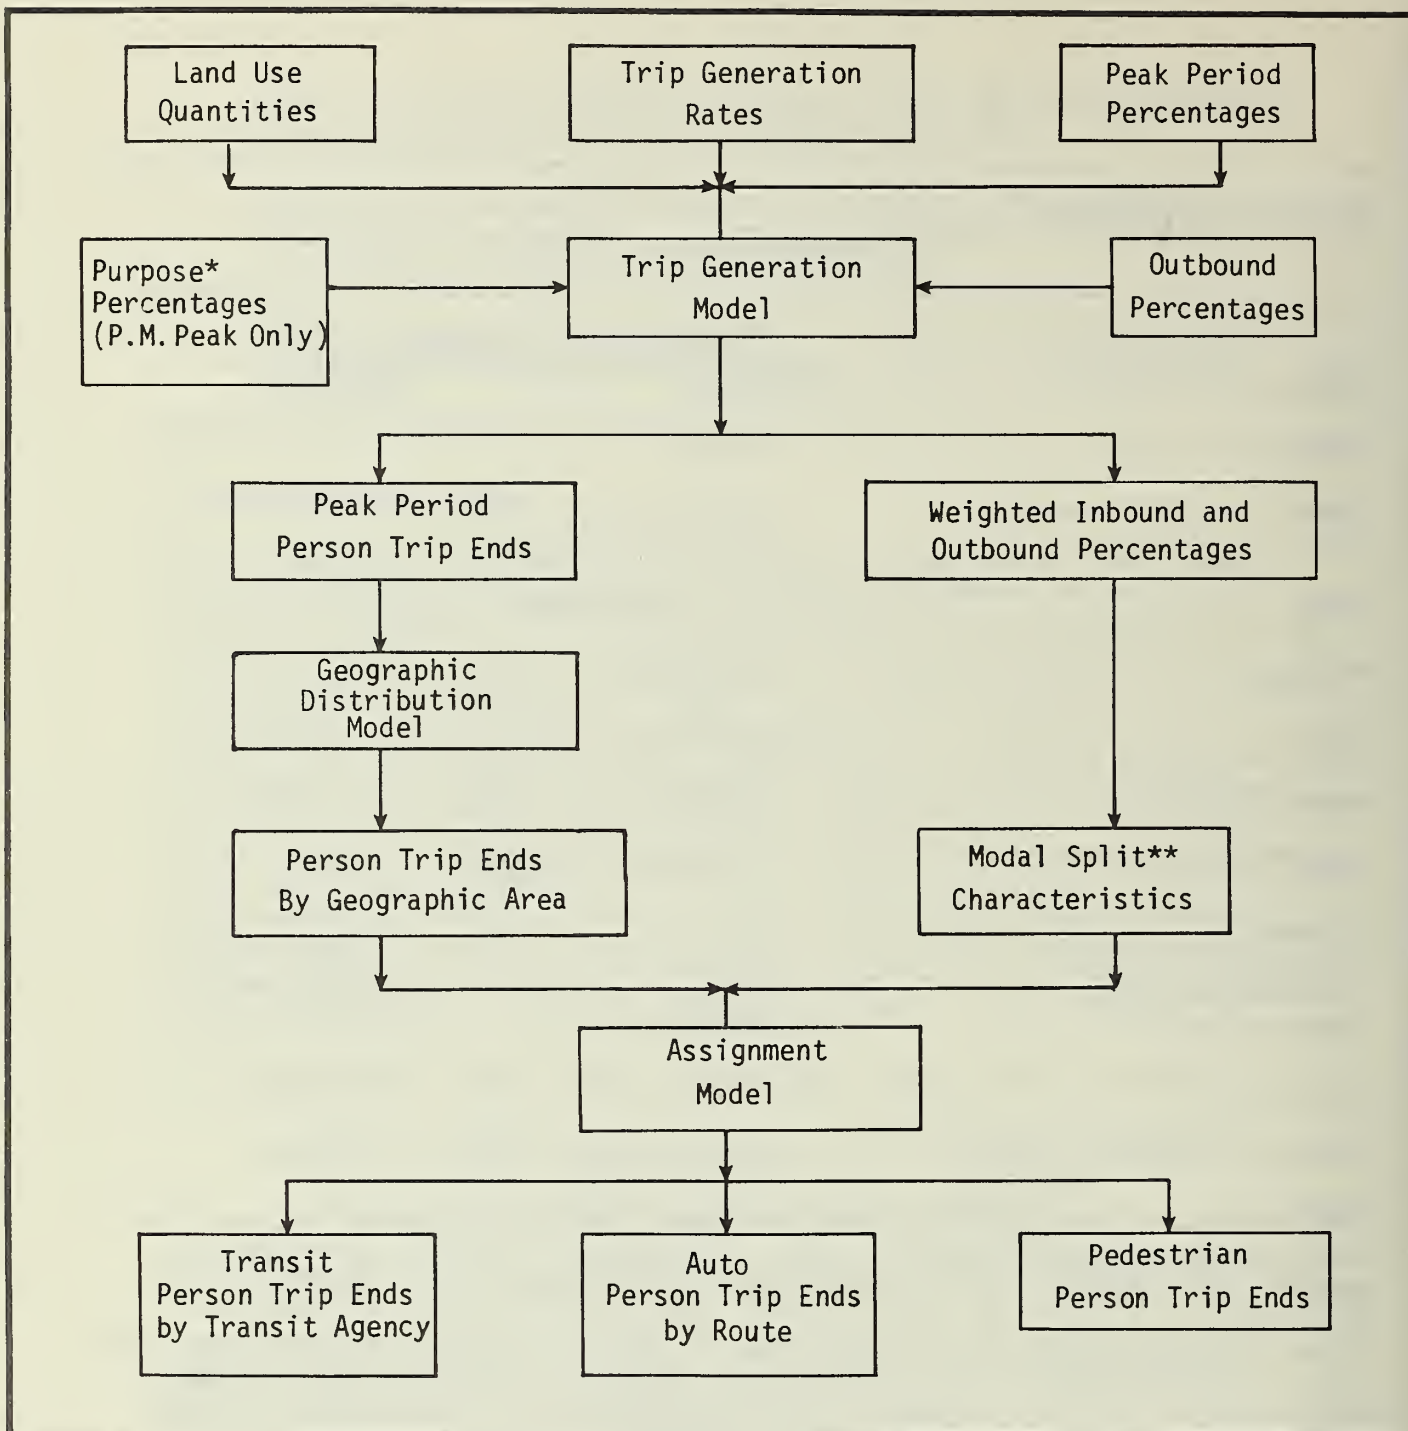 Land Use
Quantities
Trip Generation
Rates
Peak Period
Percentages
Purpose*
Percentages
(P.M. Peak Only)
Trip Generation
Model
Outbound
Percentages
Peak Period
Person Trip Ends
Weighted Inbound and
Outbound Percentages
Geographic
Distribution
Model
Person Trip Ends
By Geographic Area
Modal Split**
Characteristics
Assignment
Model
Transit
Person Trip Ends
by Transit Agency
Auto
Person Trip Ends
by Route
Pedestrian
Person Trip Ends